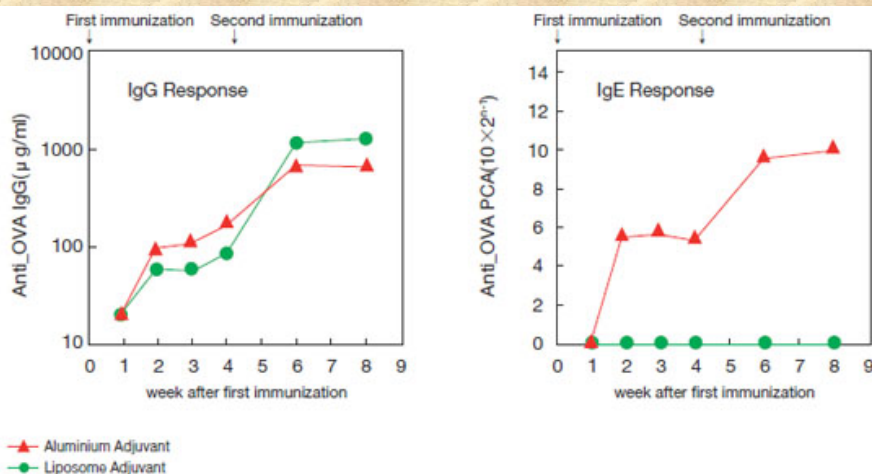 First immunization Second immunization
10000
1000
100
10
Anti_OVA IgG(μ g/ml)
IgG Response
0 1 2 3 4 5 6 8 9
week after first immunization
First immunization Second immunization
14
12
10
8
6
4
2
0
Anti_OVA PCA(10 ×2ⁿ⁻¹)
IgE Response
0 1 2 3 4 5 6 8 9
week after first immunization
Aluminium Adjuvant
Liposome Adjuvant